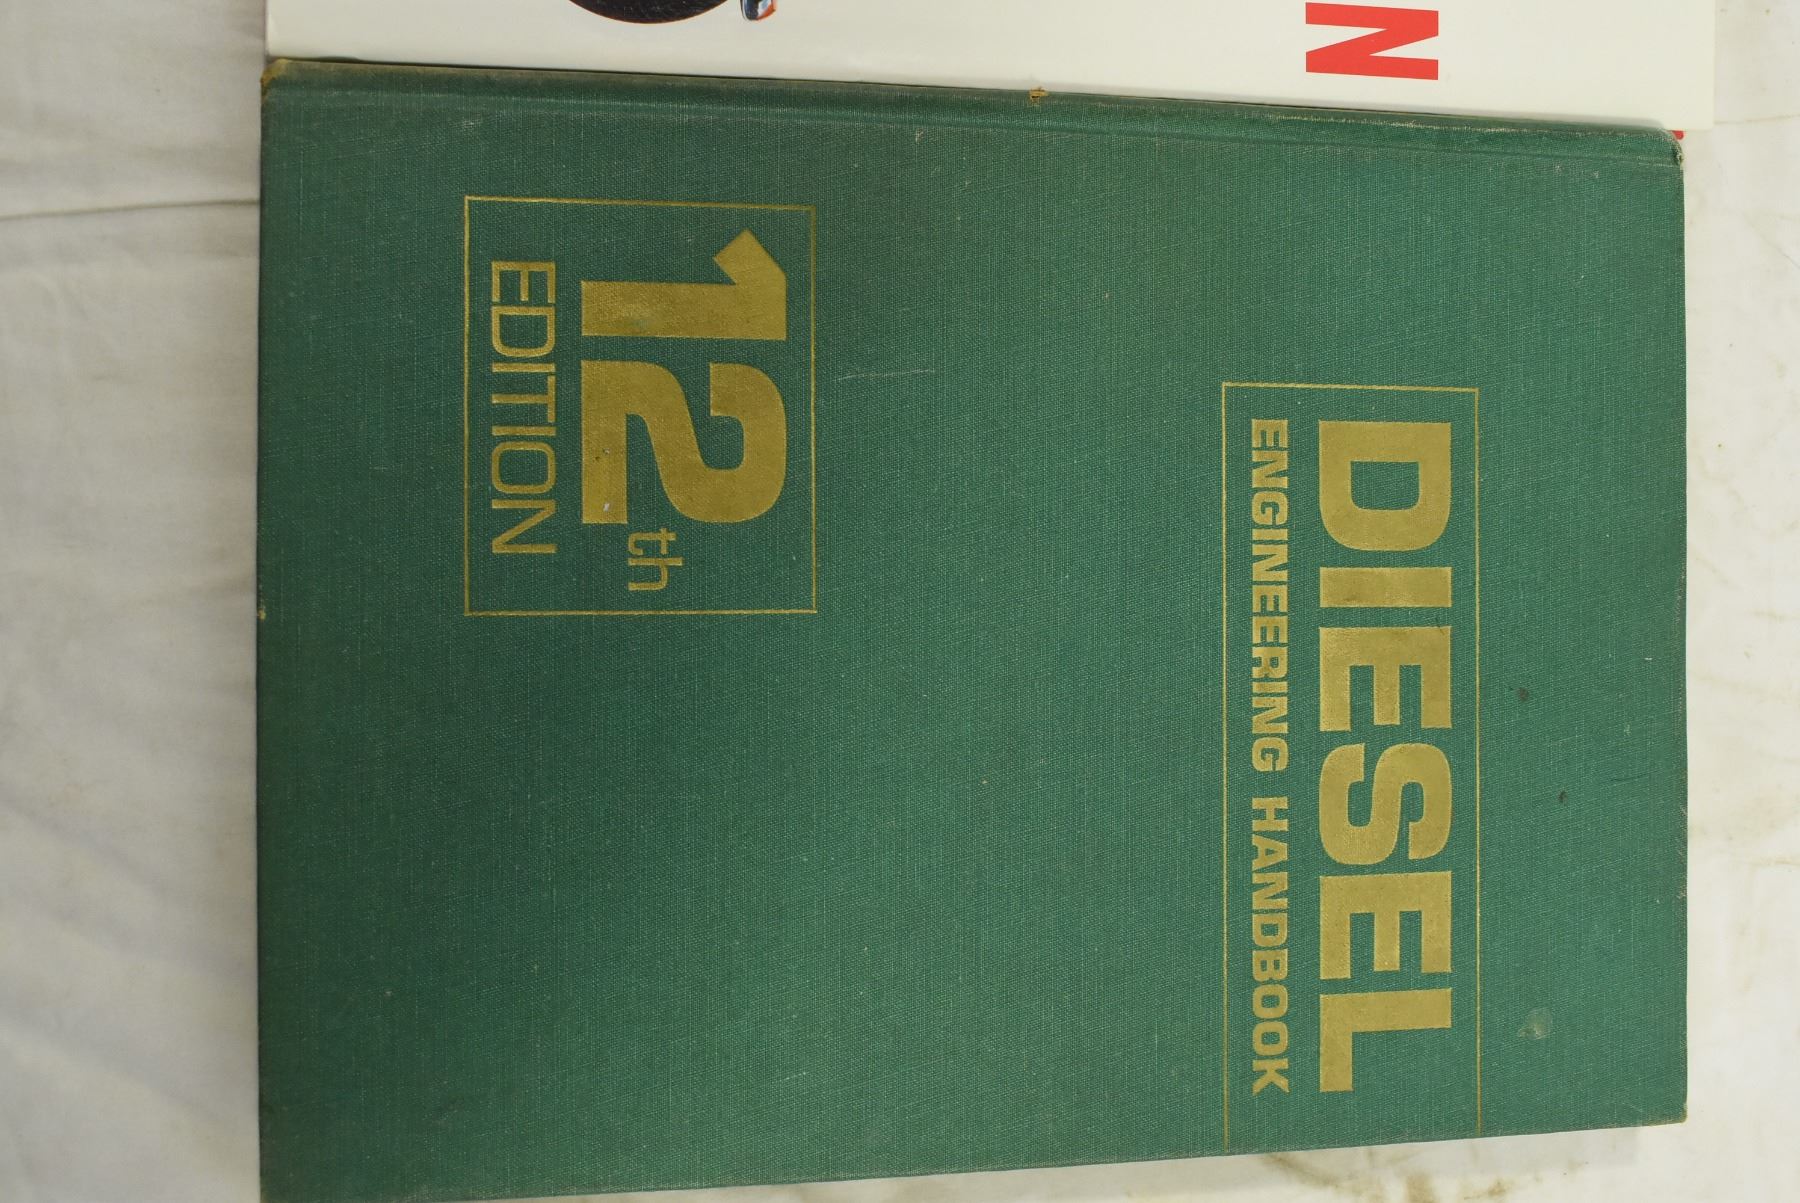 DIESEL
ENGINEERING HANDBOOK
12th
EDITION
N